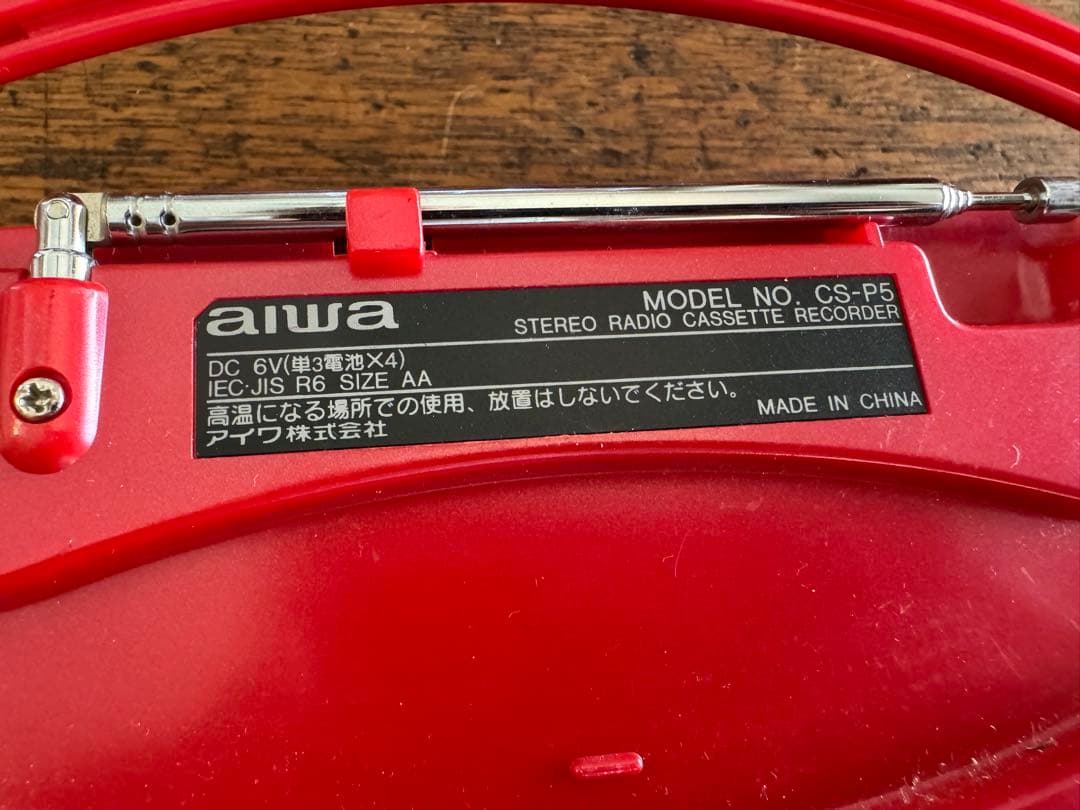 aiwa
MODEL NO. CS-P5
STEREO RADIO CASSETTE RECORDER
DC 6V(単3電池×4)
IEC·JIS R6 SIZE AA
高温になる場所での使用、放置はしないでください。
アイワ株式会社
MADE IN CHINA